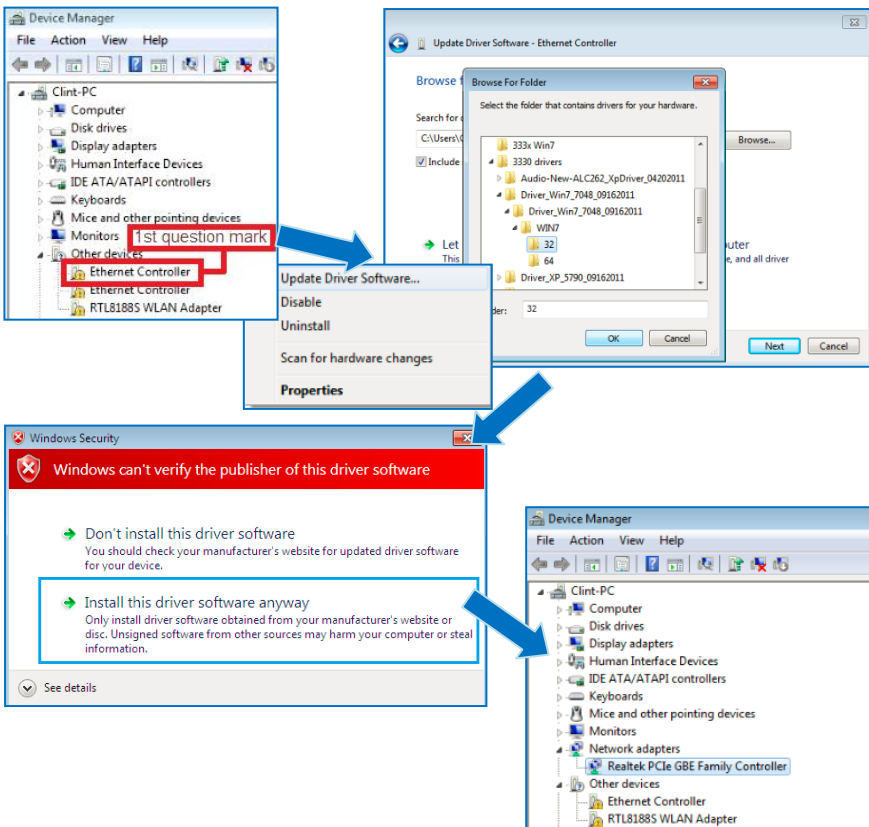 Device Manager
File Action View Help
Clint-PC
Computer
Disk drives
Display adapters
Human Interface Devices
IDE ATA/ATAPI controllers
Keyboards
Mice and other pointing devices
Monitors
1st question mark
Other devices
Ethernet Controller
Ethernet Controller
RTL8188S WLAN Adapter
Update Driver Software...
Disable
Uninstall
Scan for hardware changes
Properties
Update Driver Software - Ethernet Controller
Browse f
Search for
C:\Users\
Browse...
Include
Let
uter
This
e, and all driver
Next Cancel
Browse For Folder
Select the folder that contains drivers for your hardware.
333x Win7
3330 drivers
Audio-New-ALC262_XpDriver_04202011
Driver_Win7_7048_09162011
Driver_Win7_7048_09162011
WIN7
32
64
Driver_XP_5790_09162011
der: 32
OK Cancel
Windows Security
Windows can't verify the publisher of this driver software
Don't install this driver software
You should check your manufacturer's website for updated driver software
for your device.
Install this driver software anyway
Only install driver software obtained from your manufacturer's website or
disc. Unsigned software from other sources may harm your computer or steal
information.
See details
Device Manager
File Action View Help
Clint-PC
Computer
Disk drives
Display adapters
Human Interface Devices
IDE ATA/ATAPI controllers
Keyboards
Mice and other pointing devices
Monitors
Network adapters
Realtek PCIe GBE Family Controller
Other devices
Ethernet Controller
RTL8188S WLAN Adapter